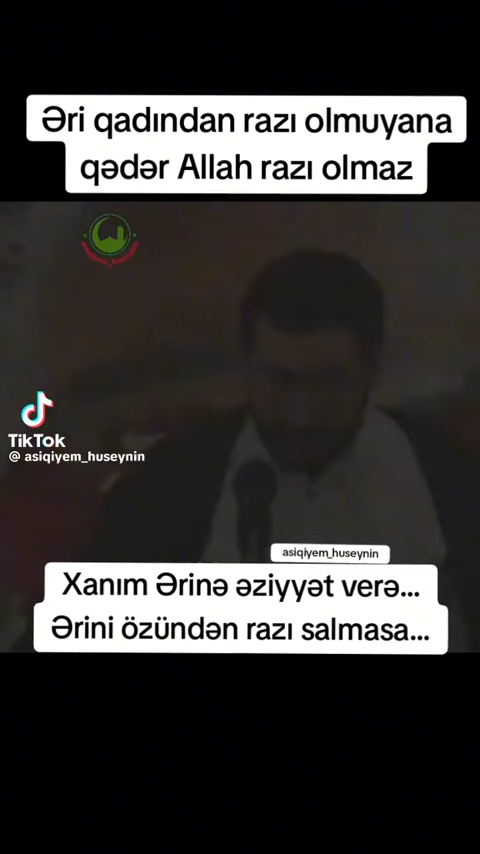 Əri qadından razı olmuyana
qədər Allah razı olmaz
TikTok
@ asiqiyem_huseynin
asiqiyem_huseynin
Xanım Ərinə əziyyət verə...
Ərini özündən razı salmasa...